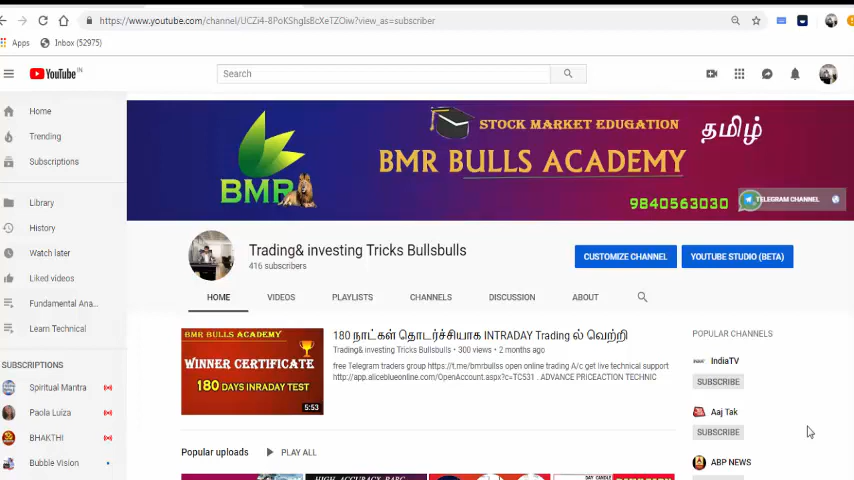 https://www.youtube.com/channel/UCZi4-8PoKShgIsBcXeTZOiw?view_as=subscriber
Apps
Inbox (52975)
YouTube IN
Search
Home
Trending
Subscriptions
Library
History
Watch later
Liked videos
Fundamental Ana...
Learn Technical
SUBSCRIPTIONS
Spiritual Mantra
Paola Luiza
BHAKTHI
Bubble Vision
BMR
STOCK MARKET EDUGATION
தமிழ்
BMR BULLS ACADEMY
9840563030
TELEGRAM CHANNEL
Trading& investing Tricks Bullsbulls
416 subscribers
CUSTOMIZE CHANNEL
YOUTUBE STUDIO (BETA)
HOME
VIDEOS
PLAYLISTS
CHANNELS
DISCUSSION
ABOUT
BMR BULLS ACADEMY
WINNER CERTIFICATE
180 DAYS INRADAY TEST
5:53
180 நாட்கள் தொடர்ச்சியாக INTRADAY Trading ல் வெற்றி
Trading& investing Tricks Bullsbulls • 300 views • 2 months ago
free Telegram traders group https://t.me/bmrbullss open online trading A/c get live technical support
http://app.aliceblueonline.com/OpenAccount.aspx?c=TC531 . ADVANCE PRICEACTION TECHNIC
POPULAR CHANNELS
IndiaTV
SUBSCRIBE
Aaj Tak
SUBSCRIBE
ABP NEWS
Popular uploads
PLAY ALL
DAY CANDLE